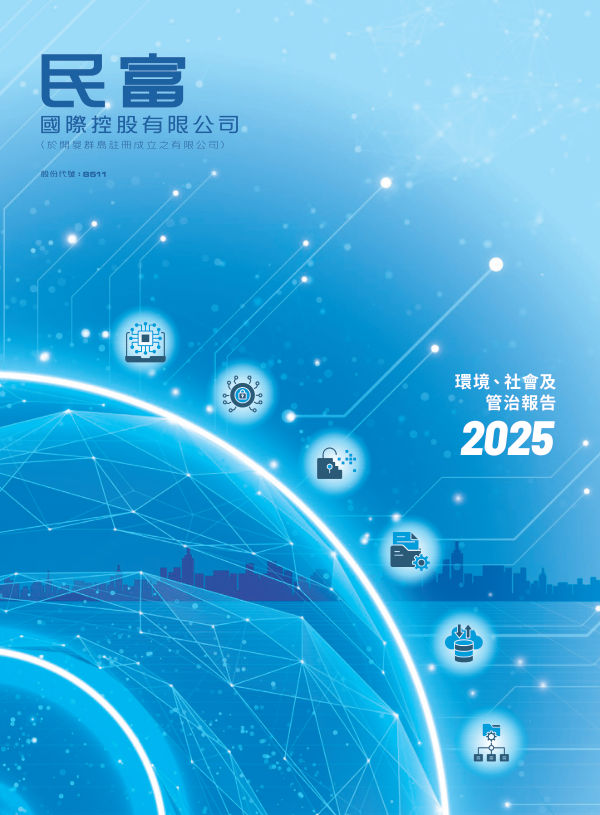 民富
國際控股有限公司
(於開曼群島註冊成立之有限公司)
股份代號：8511
環境、社會及
管治報告
2025